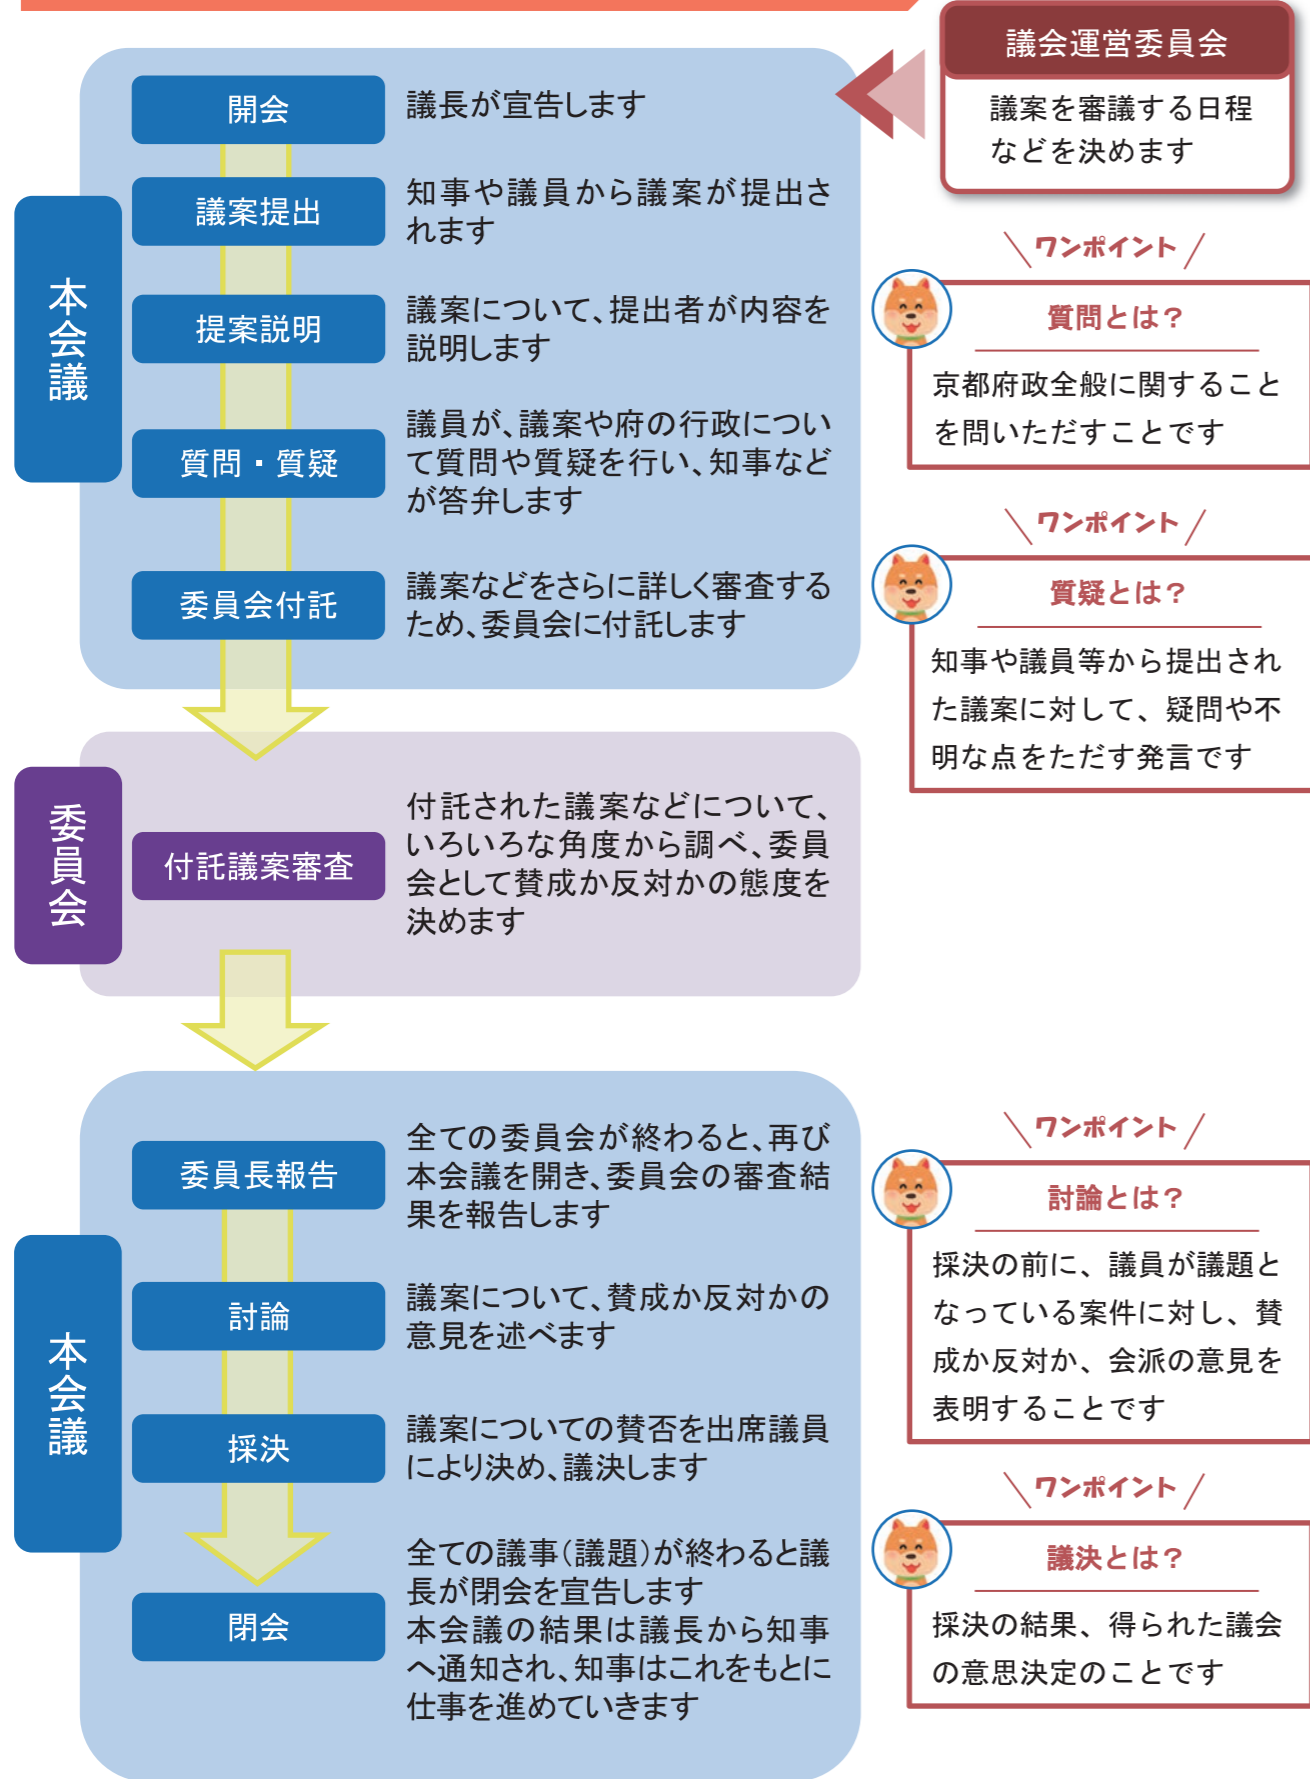 議会運営委員会
議案を審議する日程
などを決めます
本会議
開会
議長が宣告します
議案提出
知事や議員から議案が提出さ
れます
提案説明
議案について、提出者が内容を
説明します
質問・質疑
議員が、議案や府の行政につい
て質問や質疑を行い、知事など
が答弁します
委員会付託
議案などをさらに詳しく審査する
ため、委員会に付託します
ワンポイント
質問とは？
京都府政全般に関すること
を問いただすことです
ワンポイント
質疑とは？
知事や議員等から提出され
た議案に対して、疑問や不
明な点をただす発言です
委員会
付託議案審査
付託された議案などについて、
いろいろな角度から調べ、委員
会として賛成か反対かの態度を
決めます
本会議
委員長報告
全ての委員会が終わると、再び
本会議を開き、委員会の審査結
果を報告します
討論
議案について、賛成か反対かの
意見を述べます
採決
議案についての賛否を出席議員
により決め、議決します
閉会
全ての議事（議題）が終わると議
長が閉会を宣告します
本会議の結果は議長から知事
へ通知され、知事はこれをもとに
仕事を進めていきます
ワンポイント
討論とは？
採決の前に、議員が議題と
なっている案件に対し、賛
成か反対か、会派の意見を
表明することです
ワンポイント
議決とは？
採決の結果、得られた議会
の意思決定のことです